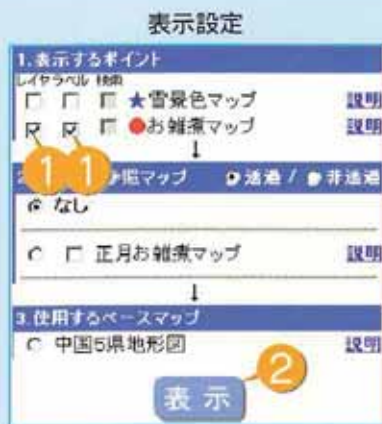 表示設定
1.表示するポイント
レイヤ ラベル 検索
★雪景色マップ 説明
●お雑煮マップ 説明
↓
1 1
2. 照マップ 透過 / 非透過
なし
正月お雑煮マップ 説明
↓
3.使用するベースマップ
中国5県地形図 説明
2
表示